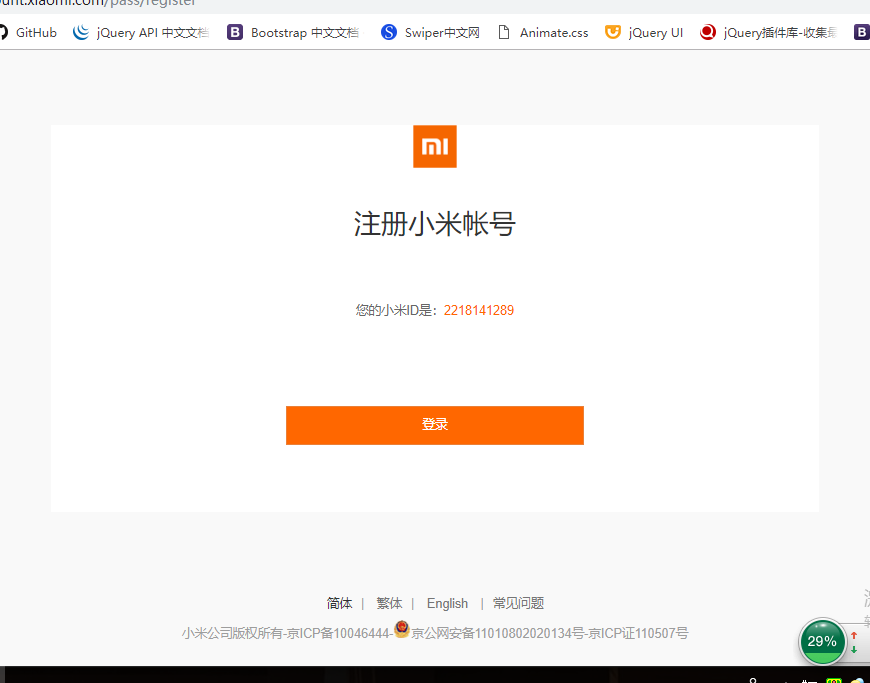 ount.xiaomi.com/pass/register
GitHub jQuery API 中文文档 Bootstrap 中文文档 Swiper中文网 Animate.css jQuery UI jQuery插件库-收集最
mi
注册小米帐号
您的小米ID是：2218141289
登录
简体 | 繁体 | English | 常见问题
小米公司版权所有-京ICP备10046444-京公网安备11010802020134号-京ICP证110507号
29%